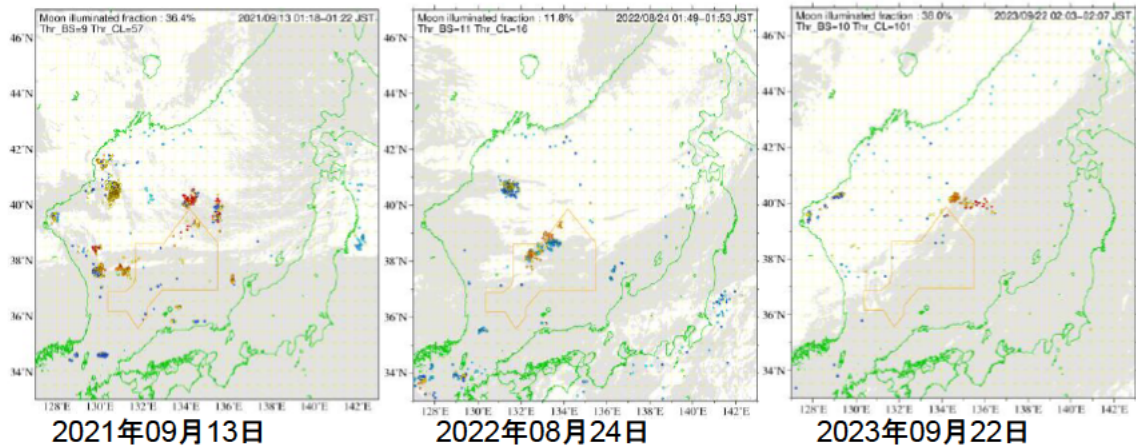 Moon illuminated fraction : 36.4% 2021/09/13 01:18-01:22 JST
Thr_BS=9 Thr_CL=57
46°N
44°N
42°N
40°N
38°N
36°N
34°N
128°E 130°E 132°E 134°E 136°E 138°E 140°E 142°E
2021年09月13日
Moon illuminated fraction : 11.8% 2022/08/24 01:49-01:53 JST
Thr_BS=11 Thr_CL=16
46°N
44°N
42°N
40°N
38°N
36°N
34°N
128°E 130°E 132°E 134°E 136°E 138°E 140°E 142°E
2022年08月24日
Moon illuminated fraction : 38.0% 2023/09/22 02:03-02:07 JST
Thr_BS=10 Thr_CL=101
46°N
44°N
42°N
40°N
38°N
36°N
34°N
128°E 130°E 132°E 134°E 136°E 138°E 140°E 142°E
2023年09月22日